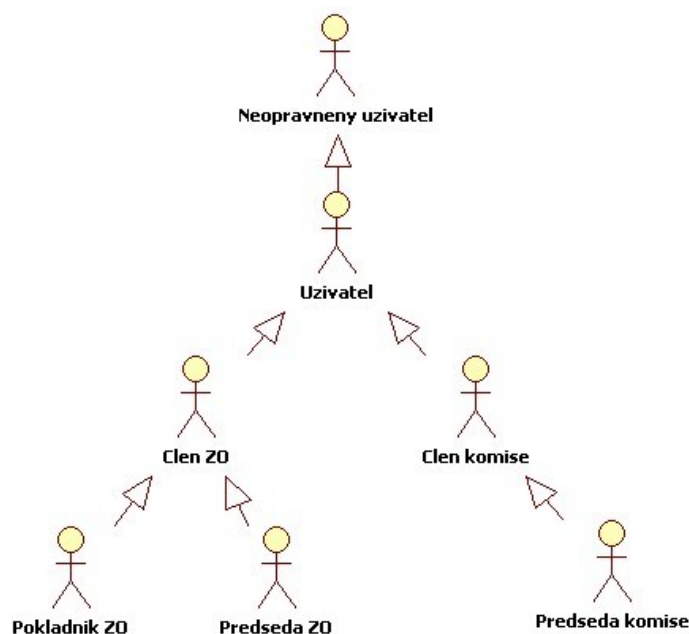 Neopravneny uzivatel
Uzivatel
Clen ZO
Clen komise
Pokladnik ZO
Predseda ZO
Predseda komise